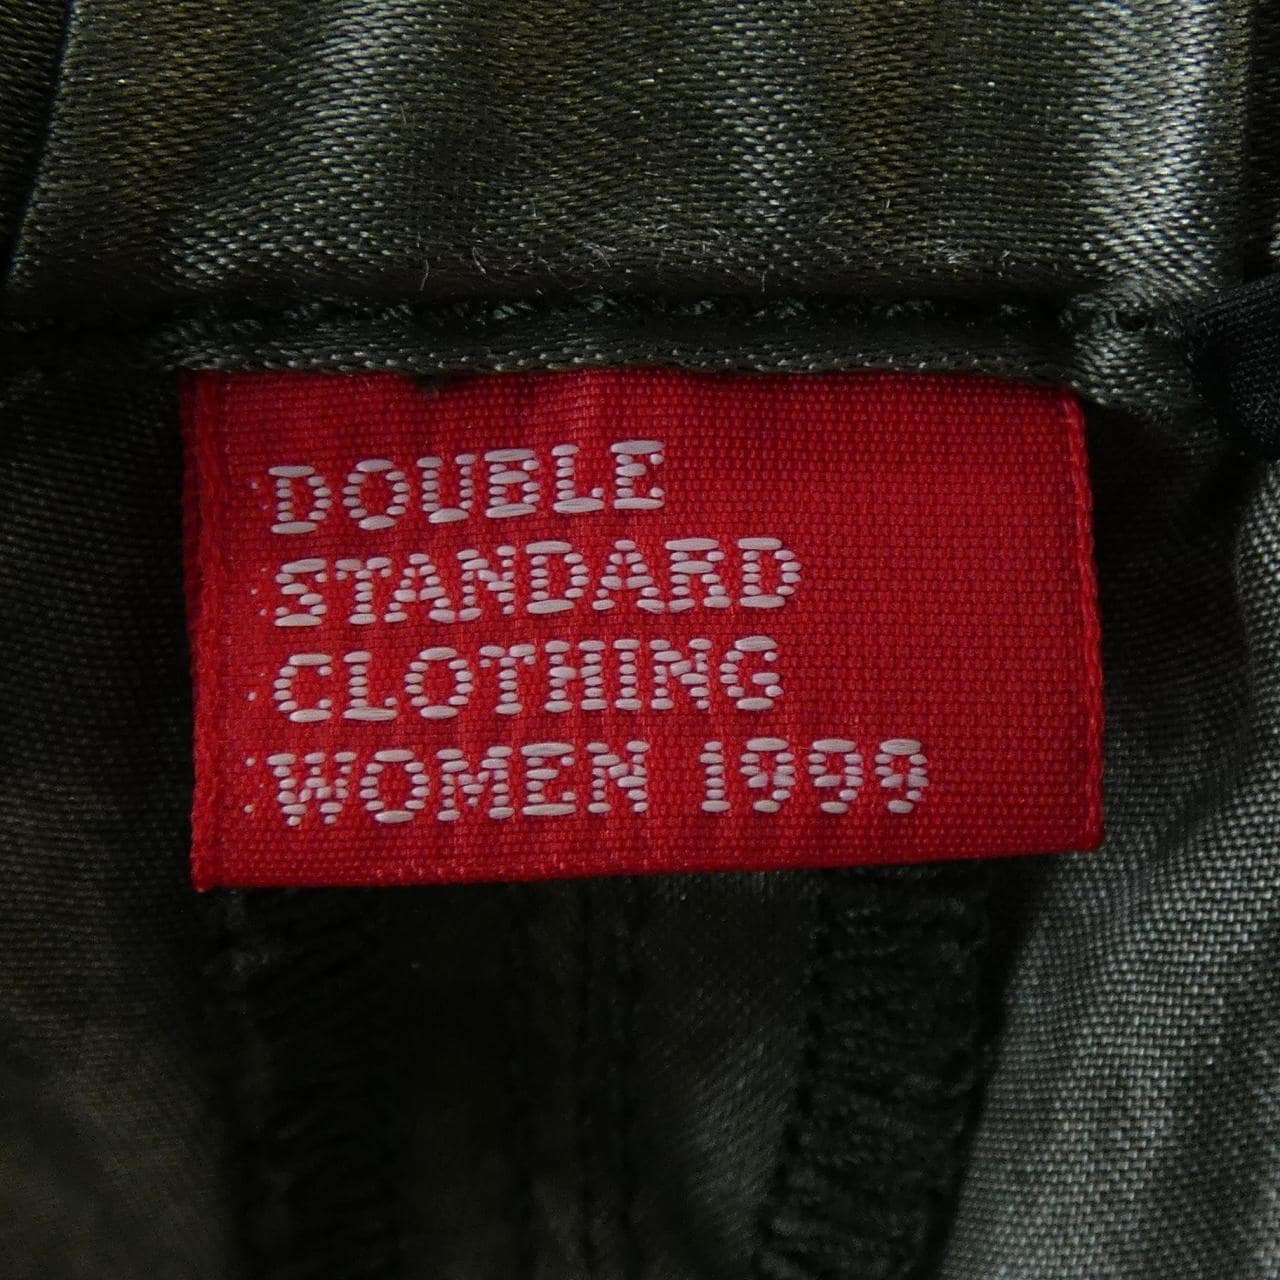 DOUBLE
STANDARD
CLOTHING
WOMEN 1999